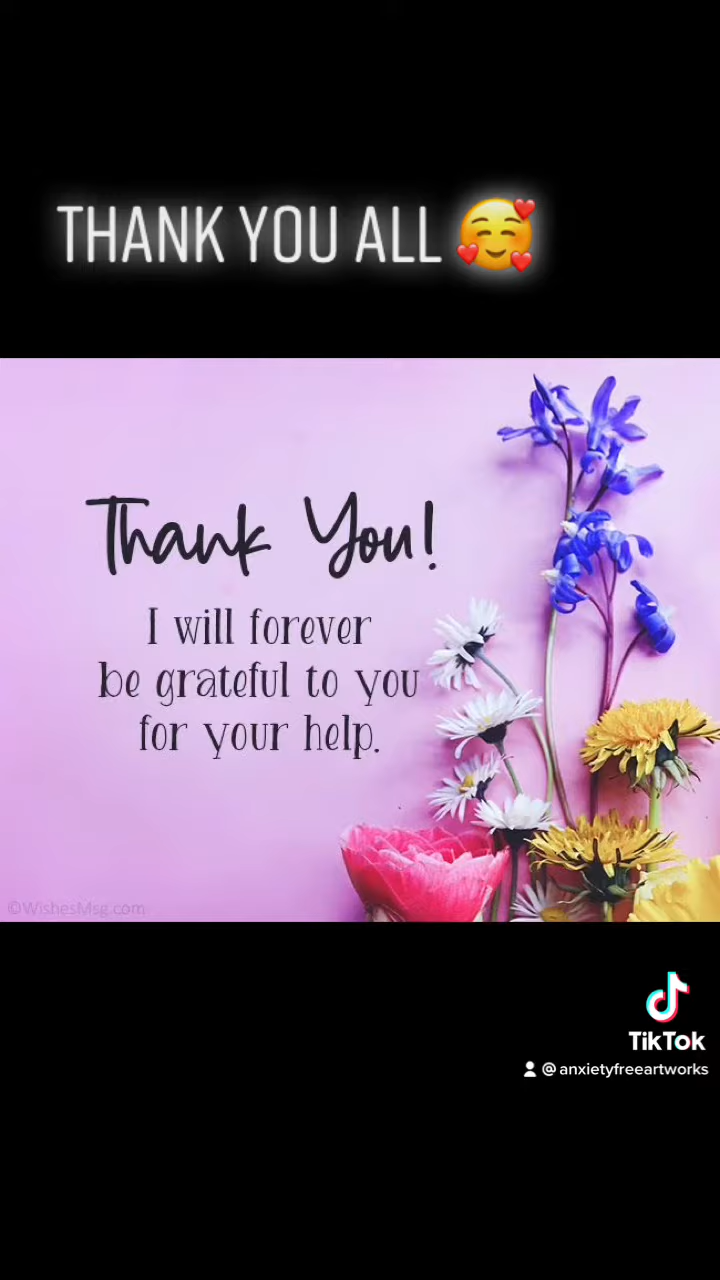 THANK YOU ALL 🥰
Thank You!
I will forever
be grateful to you
for your help.
©WishesMsg.com
TikTok
@anxietyfreeartworks